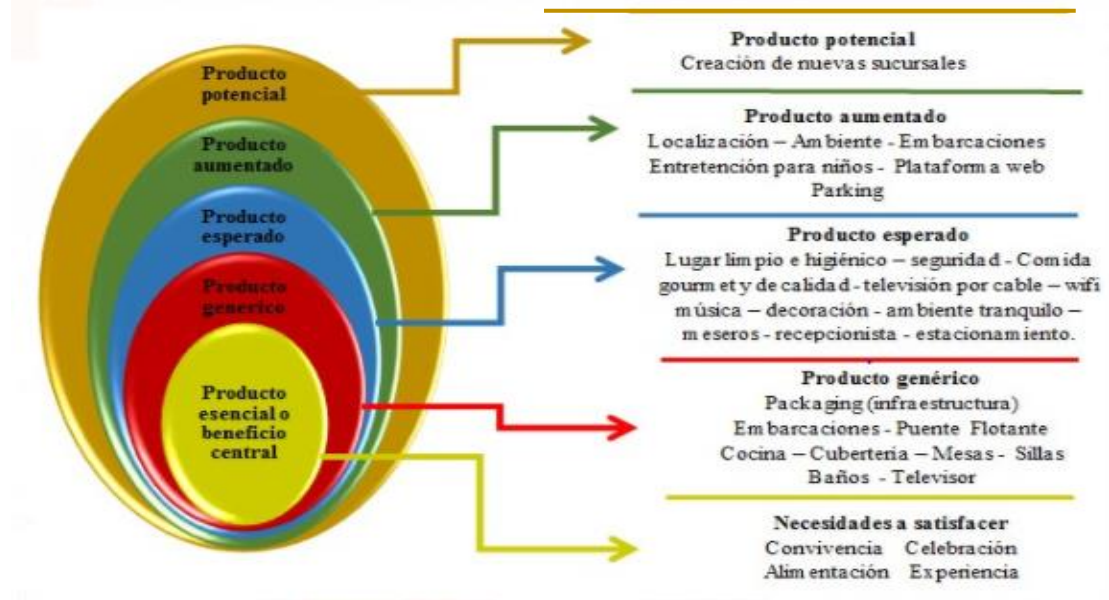 Producto
potencial
Producto
aumentado
Producto
esperado
Producto
generico
Producto
esencial o
beneficio
central
Producto potencial
Creación de nuevas sucursales
Producto aumentado
Localización – Ambiente - Embarcaciones
Entretención para niños - Plataforma web
Parking
Producto esperado
Lugar limpio e higiénico – seguridad - Comida
gourmet y de calidad - televisión por cable – wifi
música – decoración - ambiente tranquilo –
meseros - recepcionista - estacionamiento.
Producto genérico
Packaging (infraestructura)
Embarcaciones - Puente Flotante
Cocina – Cubertería – Mesas - Sillas
Baños - Televisor
Necesidades a satisfacer
Convivencia Celebración
Alimentación Experiencia